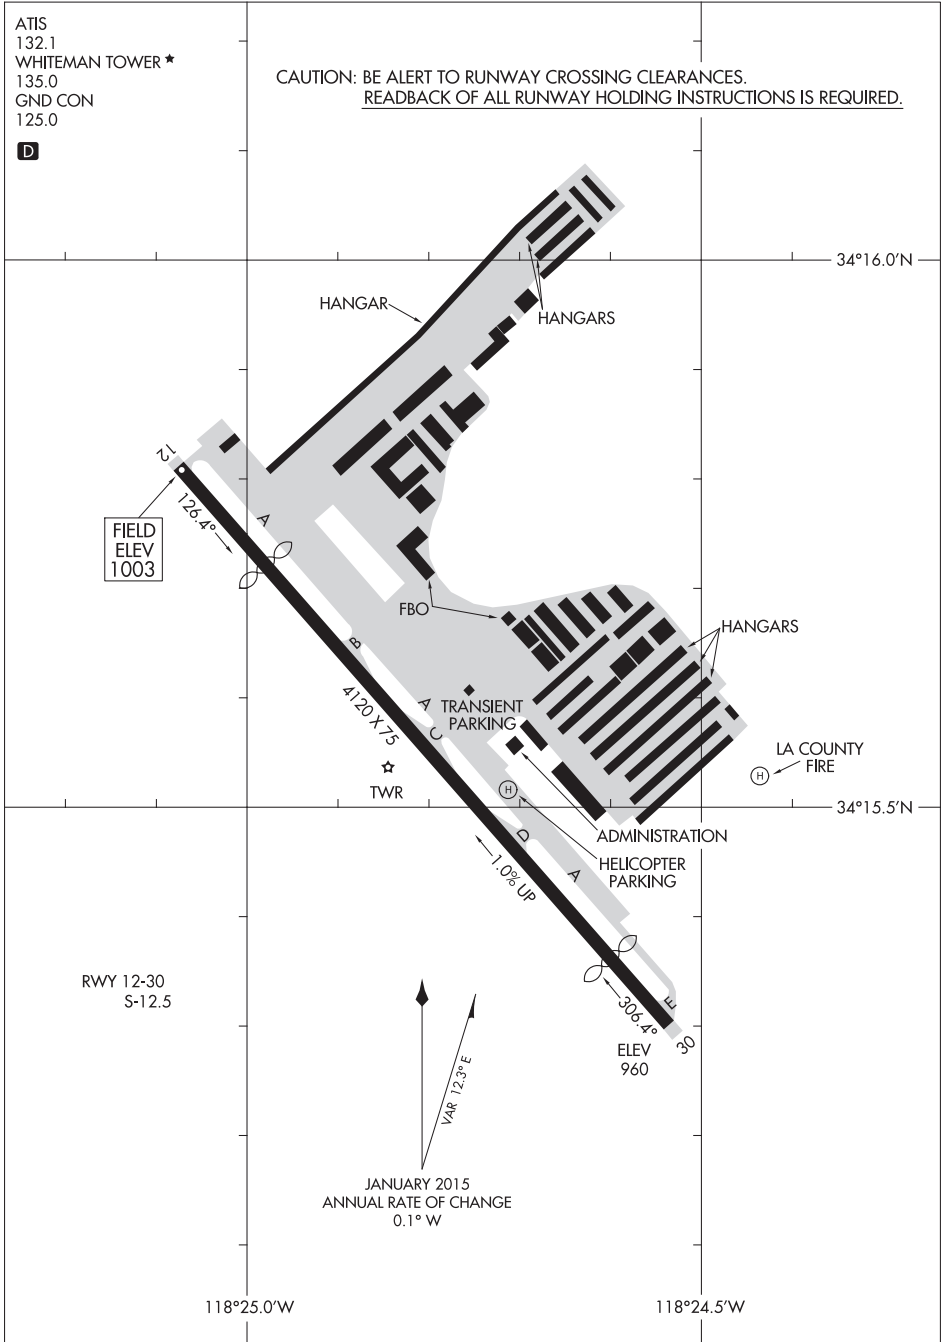 ATIS
132.1
WHITEMAN TOWER ★
135.0
GND CON
125.0
D
CAUTION: BE ALERT TO RUNWAY CROSSING CLEARANCES.
READBACK OF ALL RUNWAY HOLDING INSTRUCTIONS IS REQUIRED.
34°16.0'N
HANGAR
HANGARS
12
126.4°
A
FIELD
ELEV
1003
FBO
HANGARS
B
4120 X 75
A
TRANSIENT
PARKING
C
LA COUNTY
FIRE
H
TWR
H
34°15.5'N
D
ADMINISTRATION
1.0% UP
HELICOPTER
PARKING
A
RWY 12-30
S-12.5
E
306.4°
30
ELEV
960
VAR 12.3° E
JANUARY 2015
ANNUAL RATE OF CHANGE
0.1° W
118°25.0'W
118°24.5'W